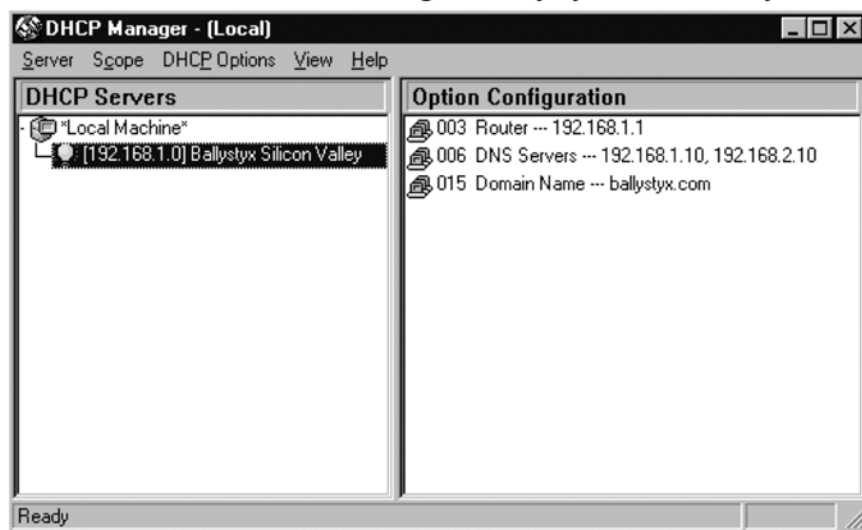 DHCP Manager - (Local)
Server Scope DHCP Options View Help
DHCP Servers
*Local Machine*
[192.168.1.0] Ballystyx Silicon Valley
Option Configuration
003 Router --- 192.168.1.1
006 DNS Servers --- 192.168.1.10, 192.168.2.10
015 Domain Name --- ballystyx.com
Ready